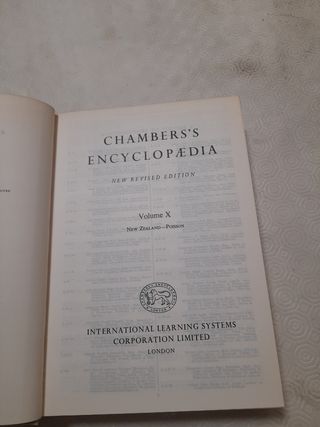 CHAMBERS'S
ENCYCLOPÆDIA
NEW REVISED EDITION
Volume X
NEW ZEALAND—POISSON
INTERNATIONAL LEARNING SYSTEMS
CORPORATION LIMITED
LONDON